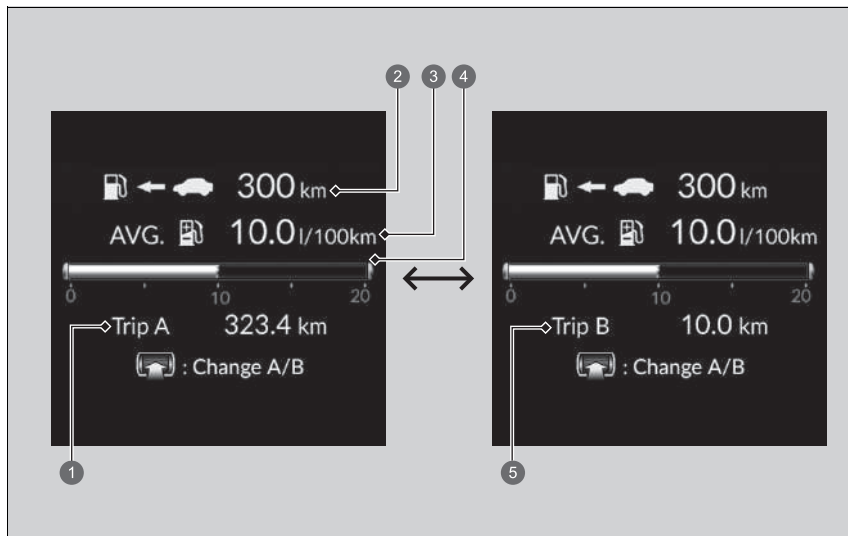 2 3 4
300 km
AVG. 10.0 l/100km
0 10 20
Trip A 323.4 km
: Change A/B
1
300 km
AVG. 10.0 l/100km
0 10 20
Trip B 10.0 km
: Change A/B
5